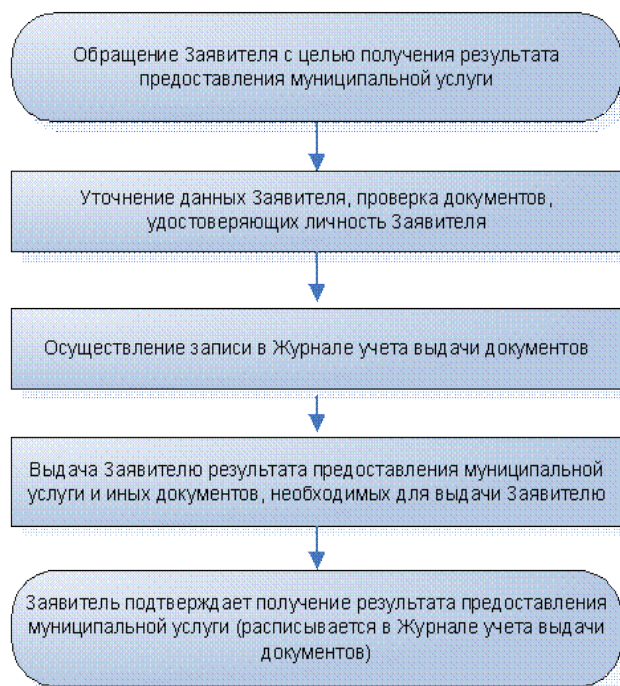 Обращение Заявителя с целью получения результата
предоставления муниципальной услуги
Уточнение данных Заявителя, проверка документов,
удостоверяющих личность Заявителя
Осуществление записи в Журнале учета выдачи документов
Выдача Заявителю результата предоставления муниципальной
услуги и иных документов, необходимых для выдачи Заявителю
Заявитель подтверждает получение результата предоставления
муниципальной услуги (расписывается в Журнале учета выдачи
документов)